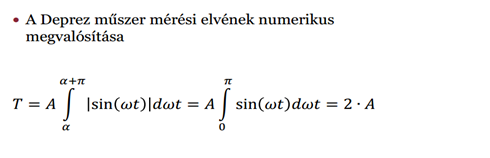 • A Deprez műszer mérési elvének numerikus
megvalósítása
T = A ∫_α^{α+π} |sin(ωt)|dωt = A ∫_0^π sin(ωt)dωt = 2 · A